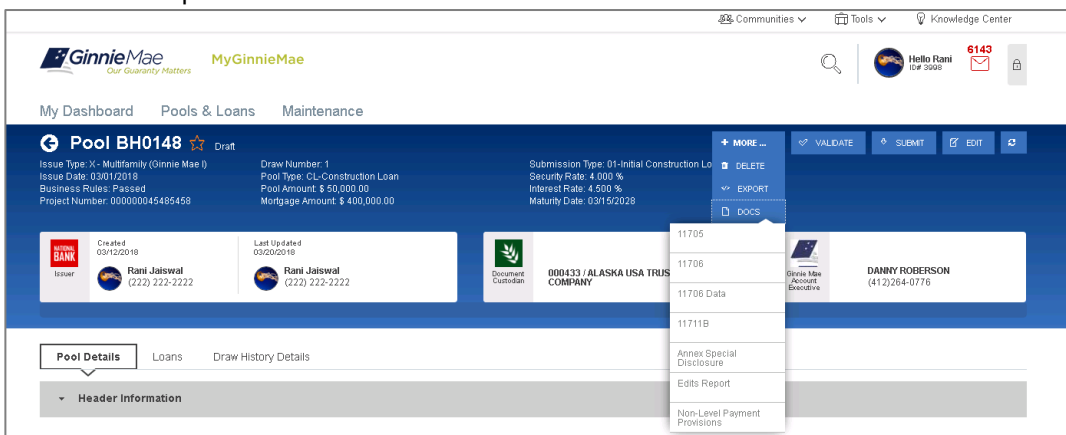 Communities
Tools
Knowledge Center
GinnieMae
Our Guaranty Matters
MyGinnieMae
Hello Rani
ID# 3998
6143
My Dashboard
Pools & Loans
Maintenance
Pool BH0148 Draft
+ MORE ...
VALIDATE
SUBMIT
EDIT
Issue Type: X - Multifamily (Ginnie Mae I)
Draw Number: 1
Submission Type: 01-Initial Construction Lo
DELETE
Issue Date: 03/01/2018
Pool Type: CL-Construction Loan
Security Rate: 4.000 %
Business Rules: Passed
Pool Amount: $ 50,000.00
Interest Rate: 4.500 %
EXPORT
Project Number: 000000045485458
Mortgage Amount: $ 400,000.00
Maturity Date: 03/15/2028
DOCS
11705
11706
11706 Data
11711B
Annex Special
Disclosure
Edits Report
Non-Level Payment
Provisions
NATIONAL
BANK
Issuer
Created
03/12/2018
Rani Jaiswal
(222) 222-2222
Last Updated
03/20/2018
Rani Jaiswal
(222) 222-2222
Document
Custodian
000433 / ALASKA USA TRUS
COMPANY
Ginnie Mae
Account
Executive
DANNY ROBERSON
(412)264-0776
Pool Details
Loans
Draw History Details
Header Information